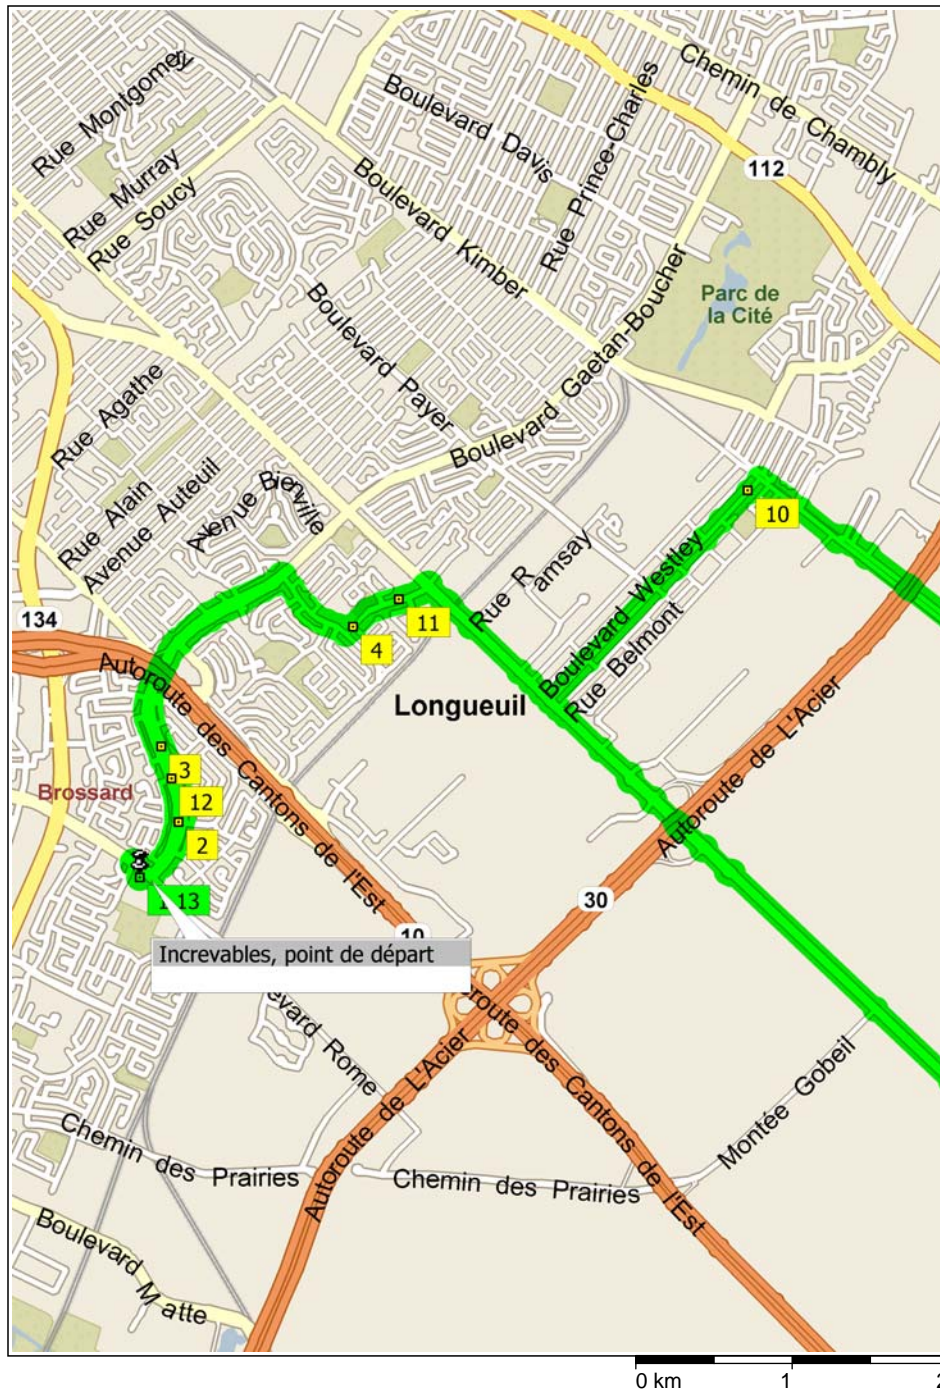 Rue Montgomery
Rue Murray
Rue Soucy
Boulevard Davis
Rue Prince-Charles
Chemin de Chambly
112
Boulevard Kimber
Boulevard Gaetan-Boucher
Parc de
la Cité
Boulevard Payer
Rue Agathe
Rue Alain
Avenue Auteuil
Avenue Bienville
10
Rue Ramsay
Boulevard Westley
Rue Belmont
11
4
134
Autoroute des Cantons de l'Est
Longueuil
Autoroute de L'Acier
3
Brossard
12
2
13
30
10
Increvables, point de départ
Rome
Autoroute de L'Acier
des Cantons de l'Est
Montée Gobeil
Chemin des Prairies
Chemin des Prairies
Boulevard Matte
0 km 1 2